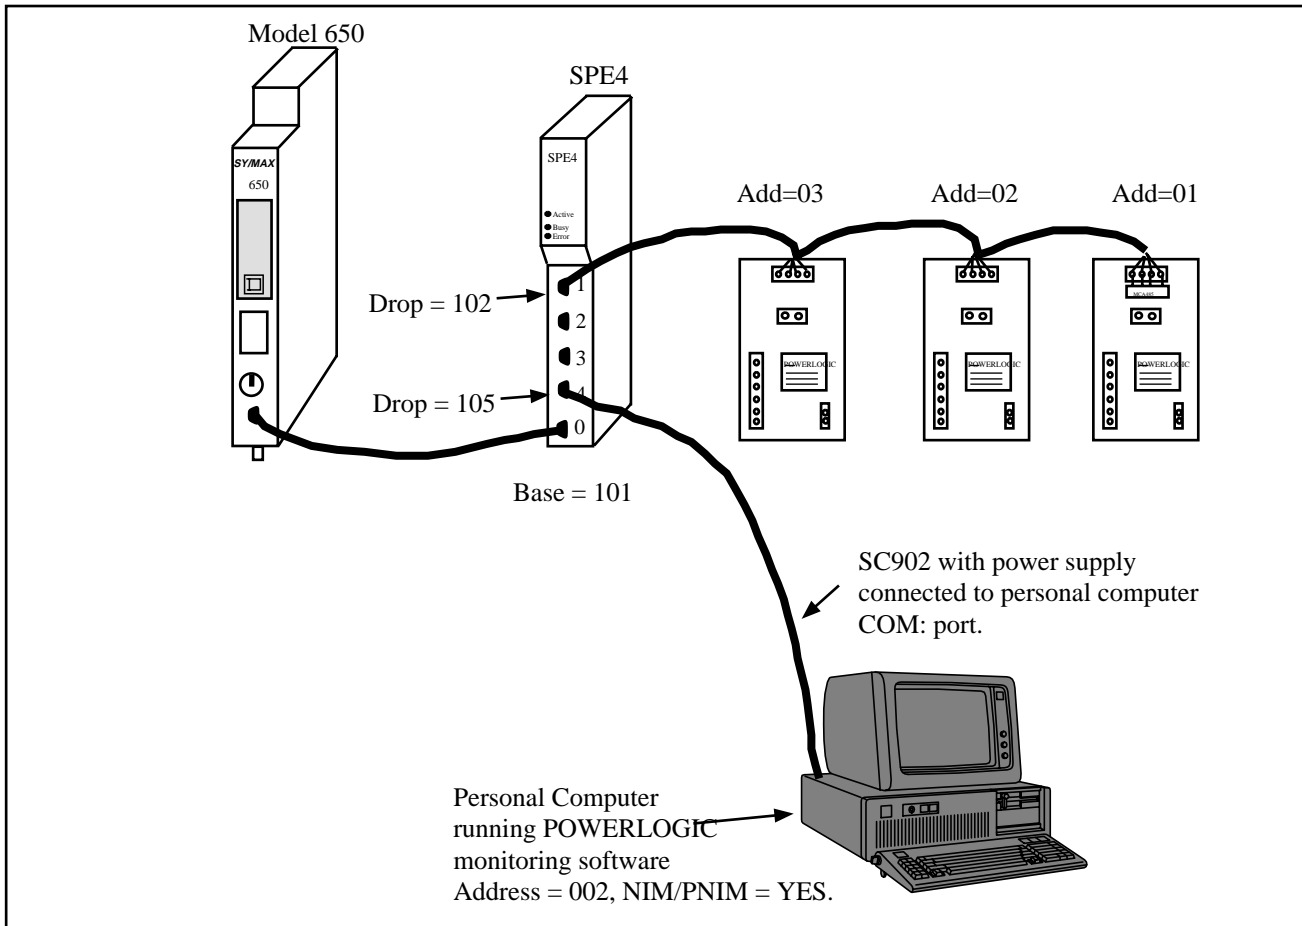 Model 650
SPE4
SY/MAX
650
SPE4
Active
Busy
Error
Add=03
Add=02
Add=01
Drop = 102
1
2
3
4
0
Drop = 105
Base = 101
POWERLOGIC
POWERLOGIC
MCA485
POWERLOGIC
SC902 with power supply
connected to personal computer
COM: port.
Personal Computer
running POWERLOGIC
monitoring software
Address = 002, NIM/PNIM = YES.